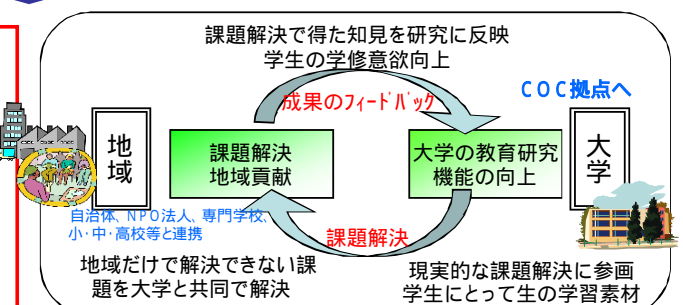 課題解決で得た知見を研究に反映
学生の学修意欲向上
成果のフィードバック
COC拠点へ
地域
課題解決
地域貢献
大学の教育研究
機能の向上
大学
自治体、NPO法人、専門学校、
小・中・高校等と連携
課題解決
地域だけで解決できない課
題を大学と共同で解決
現実的な課題解決に参画
学生にとって生の学習素材